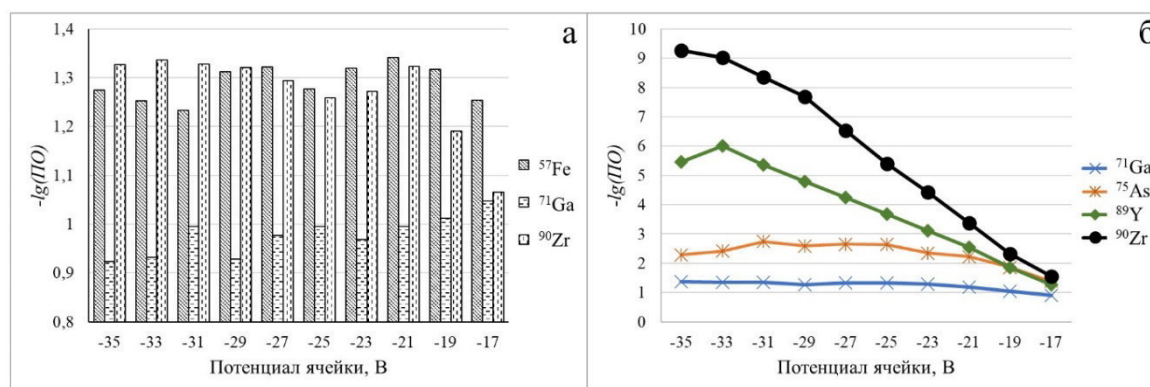 а
1,4
1,3
1,2
1,1
1
0,9
0,8
-lg(ПО)
-35 -33 -31 -29 -27 -25 -23 -21 -19 -17
Потенциал ячейки, В
⁵⁷Fe
⁷¹Ga
⁹⁰Zr
б
10
9
8
7
6
5
4
3
2
1
0
-lg(ПО)
-35 -33 -31 -29 -27 -25 -23 -21 -19 -17
Потенциал ячейки, В
⁷¹Ga
⁷⁵As
⁸⁹Y
⁹⁰Zr